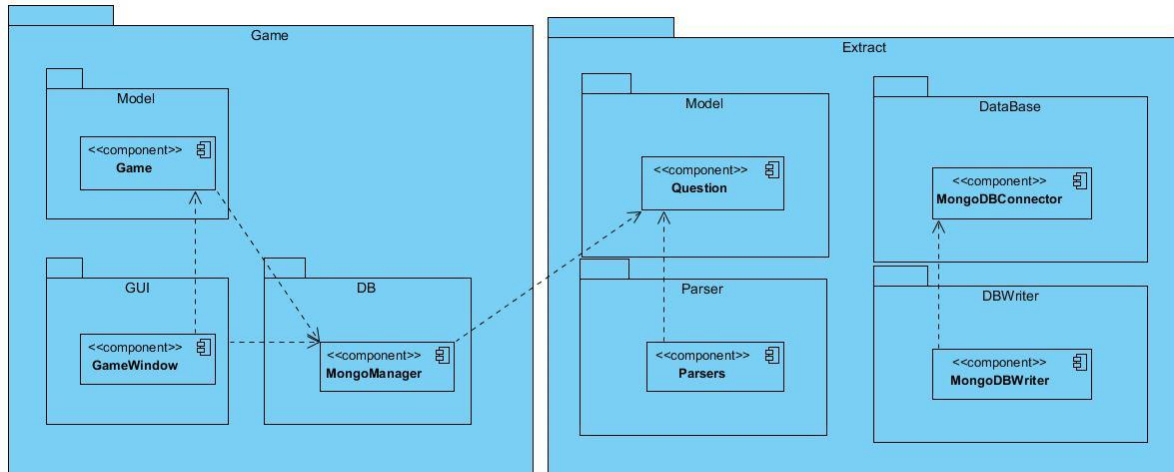 Game
Model
<<component>>
Game
GUI
<<component>>
GameWindow
DB
<<component>>
MongoManager
Extract
Model
<<component>>
Question
DataBase
<<component>>
MongoDBConnector
Parser
<<component>>
Parsers
DBWriter
<<component>>
MongoDBWriter